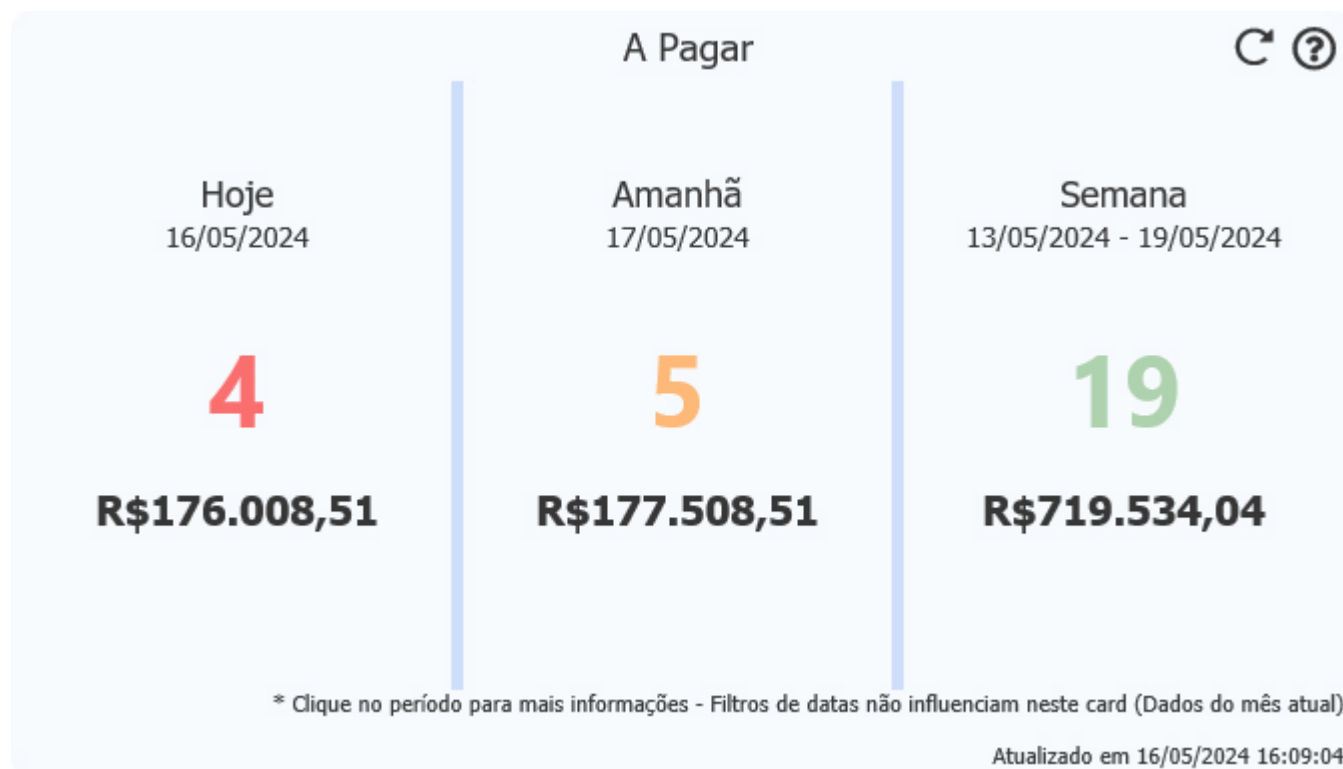 A Pagar
Hoje
16/05/2024
4
R$176.008,51
Amanhã
17/05/2024
5
R$177.508,51
Semana
13/05/2024 - 19/05/2024
19
R$719.534,04
* Clique no período para mais informações - Filtros de datas não influenciam neste card (Dados do mês atual)
Atualizado em 16/05/2024 16:09:04